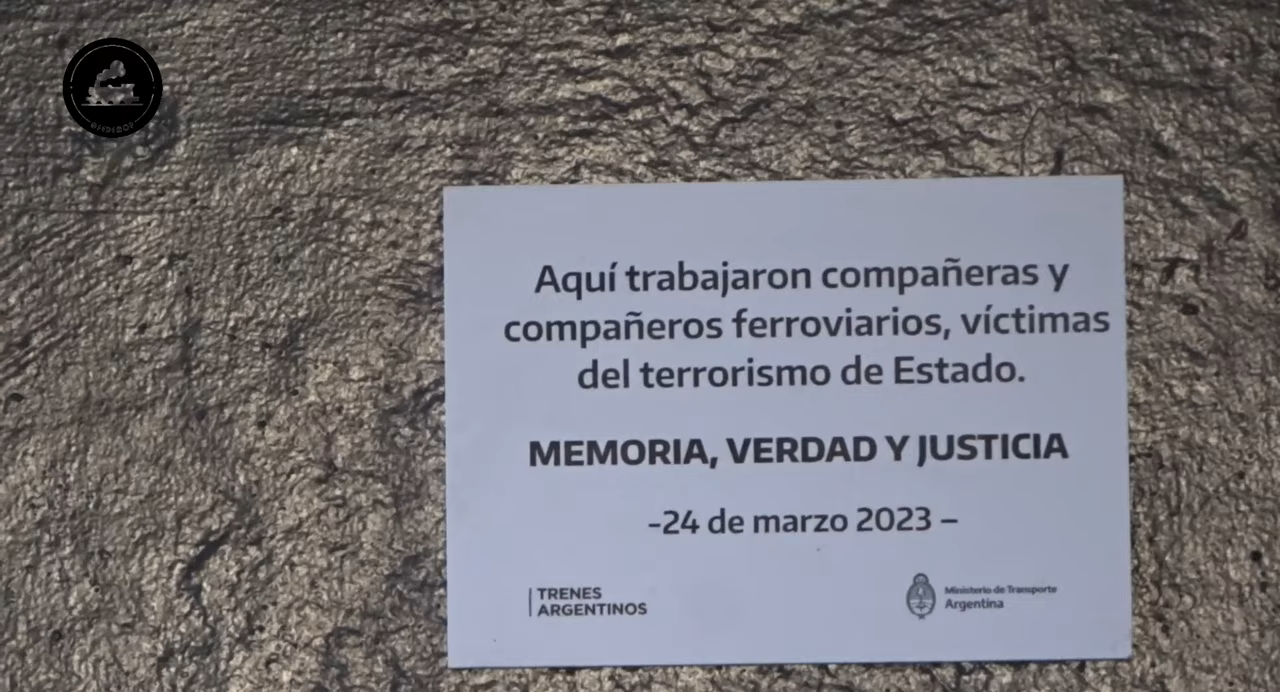 Aquí trabajaron compañeras y
compañeros ferroviarios, víctimas
del terrorismo de Estado.
MEMORIA, VERDAD Y JUSTICIA
-24 de marzo 2023 –
TRENES
ARGENTINOS
Ministerio de Transporte
Argentina